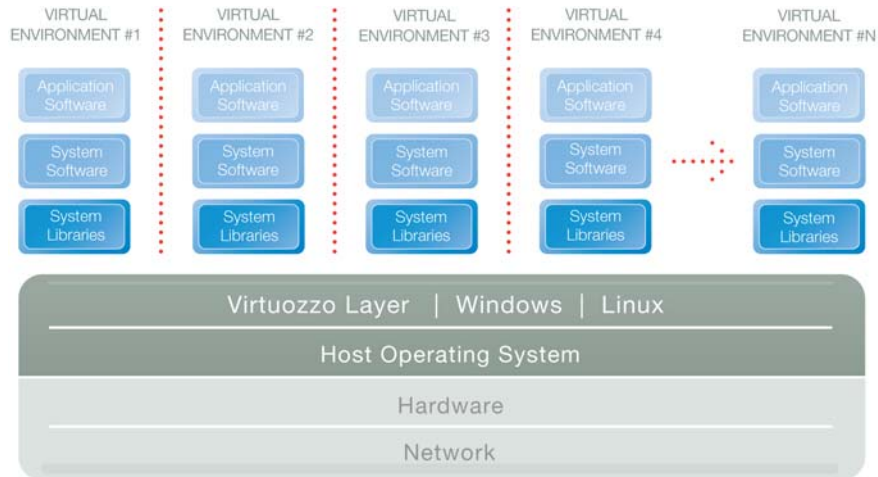 VIRTUAL
ENVIRONMENT #1
VIRTUAL
ENVIRONMENT #2
VIRTUAL
ENVIRONMENT #3
VIRTUAL
ENVIRONMENT #4
VIRTUAL
ENVIRONMENT #N
Application
Software
Application
Software
Application
Software
Application
Software
Application
Software
System
Software
System
Software
System
Software
System
Software
System
Software
System
Libraries
System
Libraries
System
Libraries
System
Libraries
System
Libraries
Virtuozzo Layer | Windows | Linux
Host Operating System
Hardware
Network